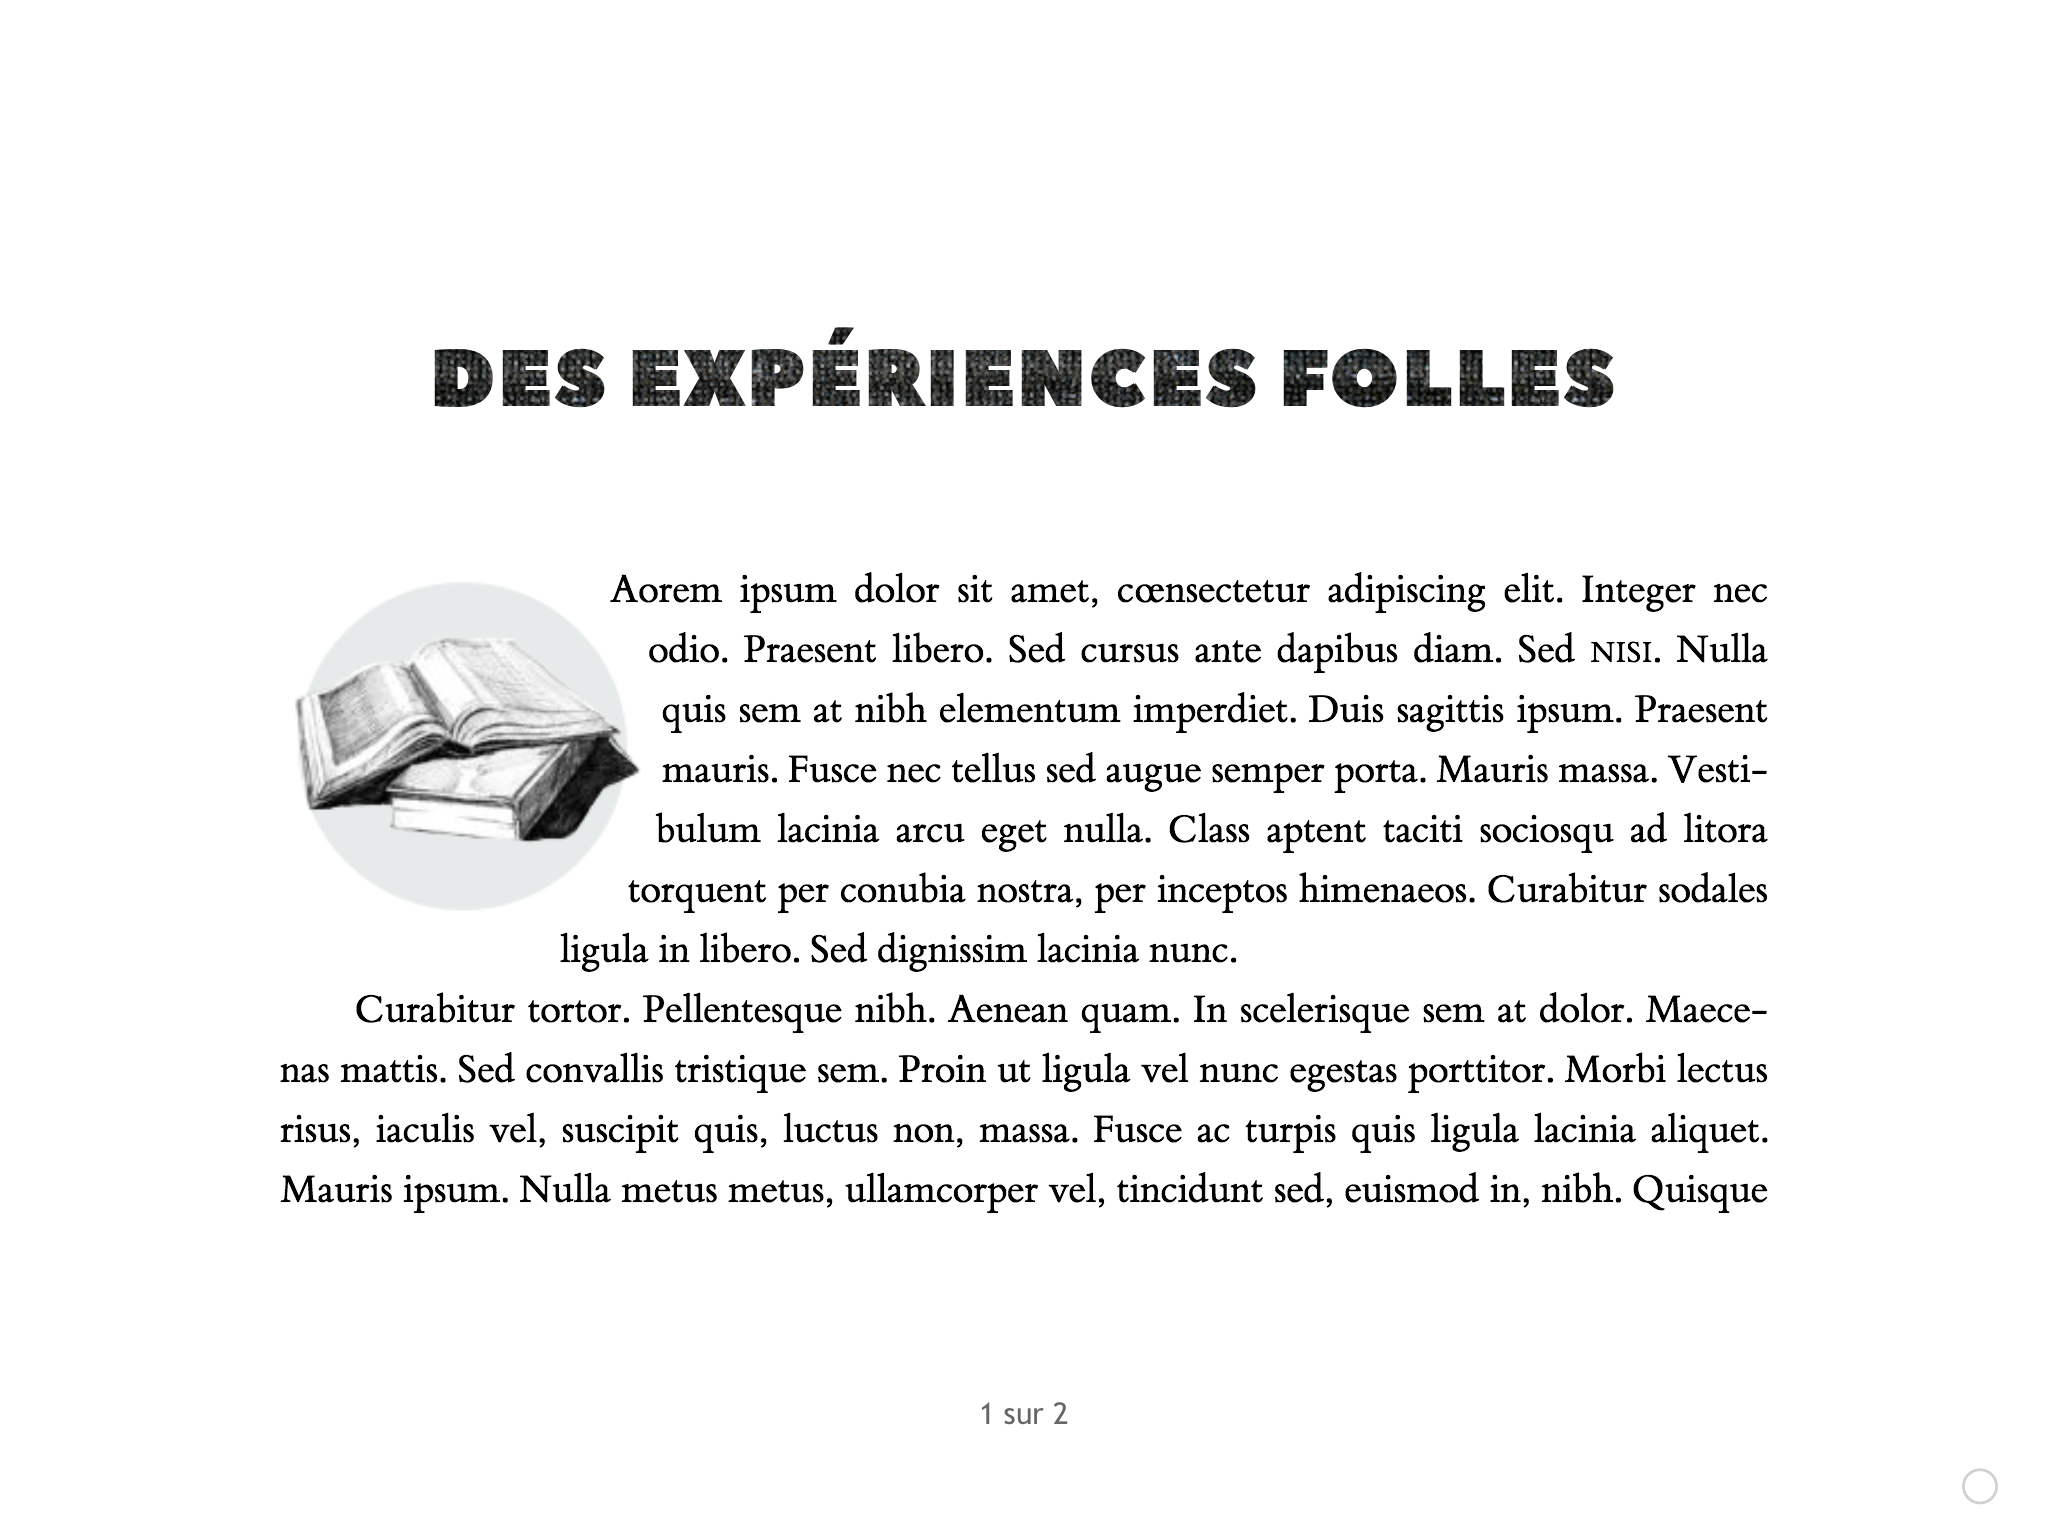 DES EXPÉRIENCES FOLLES
Aorem ipsum dolor sit amet, cœnsectetur adipiscing elit. Integer nec
odio. Praesent libero. Sed cursus ante dapibus diam. Sed NISI. Nulla
quis sem at nibh elementum imperdiet. Duis sagittis ipsum. Praesent
mauris. Fusce nec tellus sed augue semper porta. Mauris massa. Vesti-
bulum lacinia arcu eget nulla. Class aptent taciti sociosqu ad litora
torquent per conubia nostra, per inceptos himenaeos. Curabitur sodales
ligula in libero. Sed dignissim lacinia nunc.
Curabitur tortor. Pellentesque nibh. Aenean quam. In scelerisque sem at dolor. Maece-
nas mattis. Sed convallis tristique sem. Proin ut ligula vel nunc egestas porttitor. Morbi lectus
risus, iaculis vel, suscipit quis, luctus non, massa. Fusce ac turpis quis ligula lacinia aliquet.
Mauris ipsum. Nulla metus metus, ullamcorper vel, tincidunt sed, euismod in, nibh. Quisque
1 sur 2